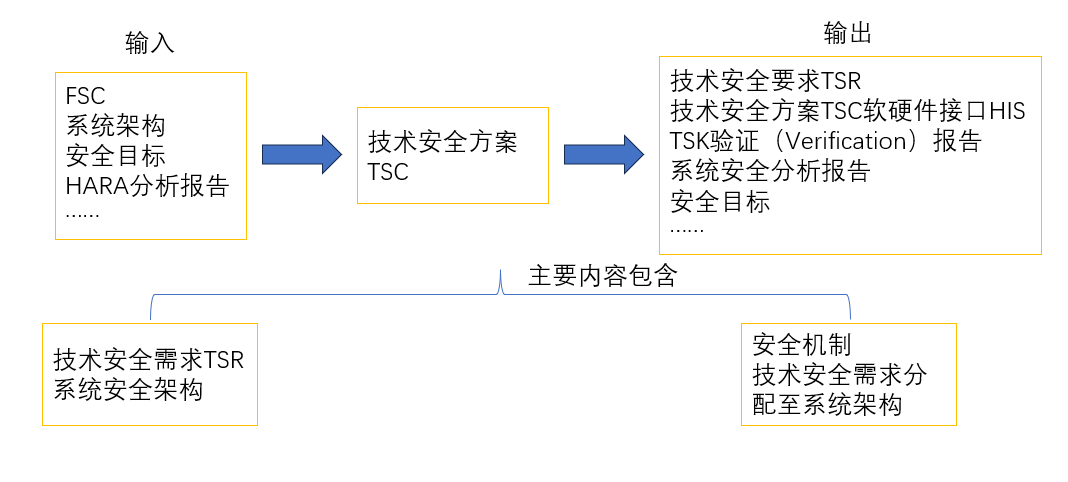 输入
FSC
系统架构
安全目标
HARA分析报告
……
技术安全方案
TSC
输出
技术安全要求TSR
技术安全方案TSC软硬件接口HIS
TSK验证（Verification）报告
系统安全分析报告
安全目标
……
主要内容包含
技术安全需求TSR
系统安全架构
安全机制
技术安全需求分
配至系统架构